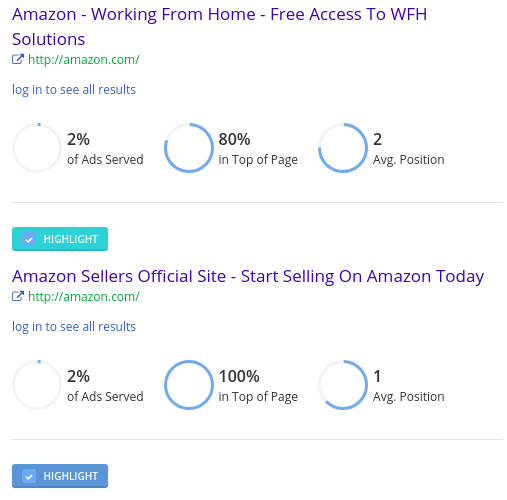 Amazon - Working From Home - Free Access To WFH
Solutions
http://amazon.com/
log in to see all results
2%
of Ads Served
80%
in Top of Page
2
Avg. Position
HIGHLIGHT
Amazon Sellers Official Site - Start Selling On Amazon Today
http://amazon.com/
log in to see all results
2%
of Ads Served
100%
in Top of Page
1
Avg. Position
HIGHLIGHT